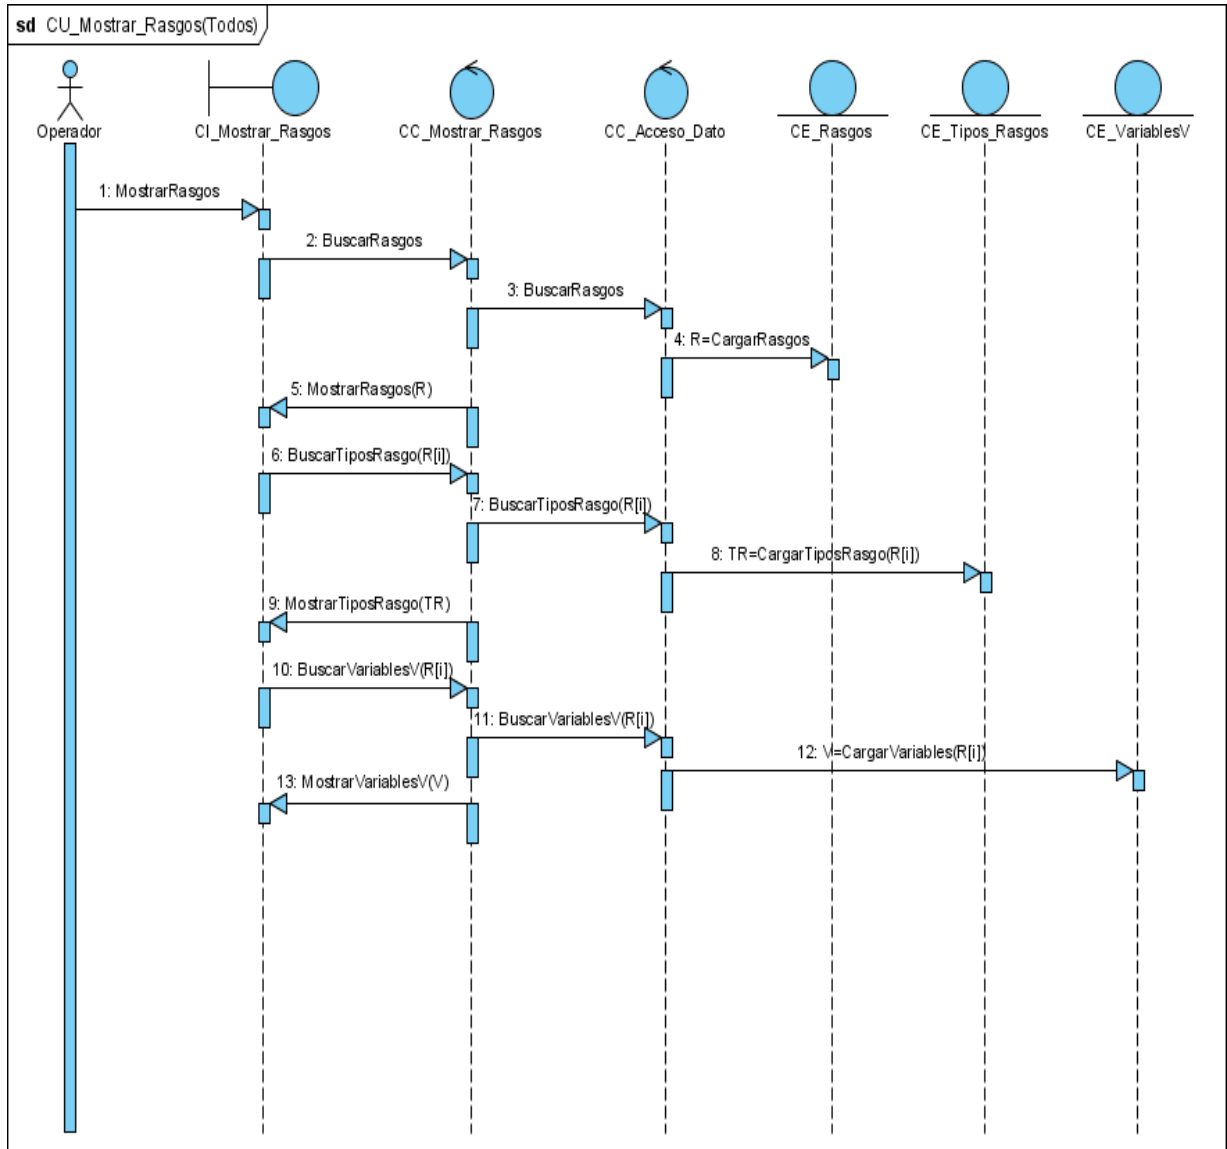 sd CU_Mostrar_Rasgos(Todos)
Operador CI_Mostrar_Rasgos CC_Mostrar_Rasgos CC_Acceso_Dato CE_Rasgos CE_Tipos_Rasgos CE_VariablesV
1: MostrarRasgos
2: BuscarRasgos
3: BuscarRasgos
4: R=CargarRasgos
5: MostrarRasgos(R)
6: BuscarTiposRasgo(R[i])
7: BuscarTiposRasgo(R[i])
8: TR=CargarTiposRasgo(R[i])
9: MostrarTiposRasgo(TR)
10: BuscarVariablesV(R[i])
11: BuscarVariablesV(R[i])
12: V=CargarVariables(R[i])
13: MostrarVariablesV(V)